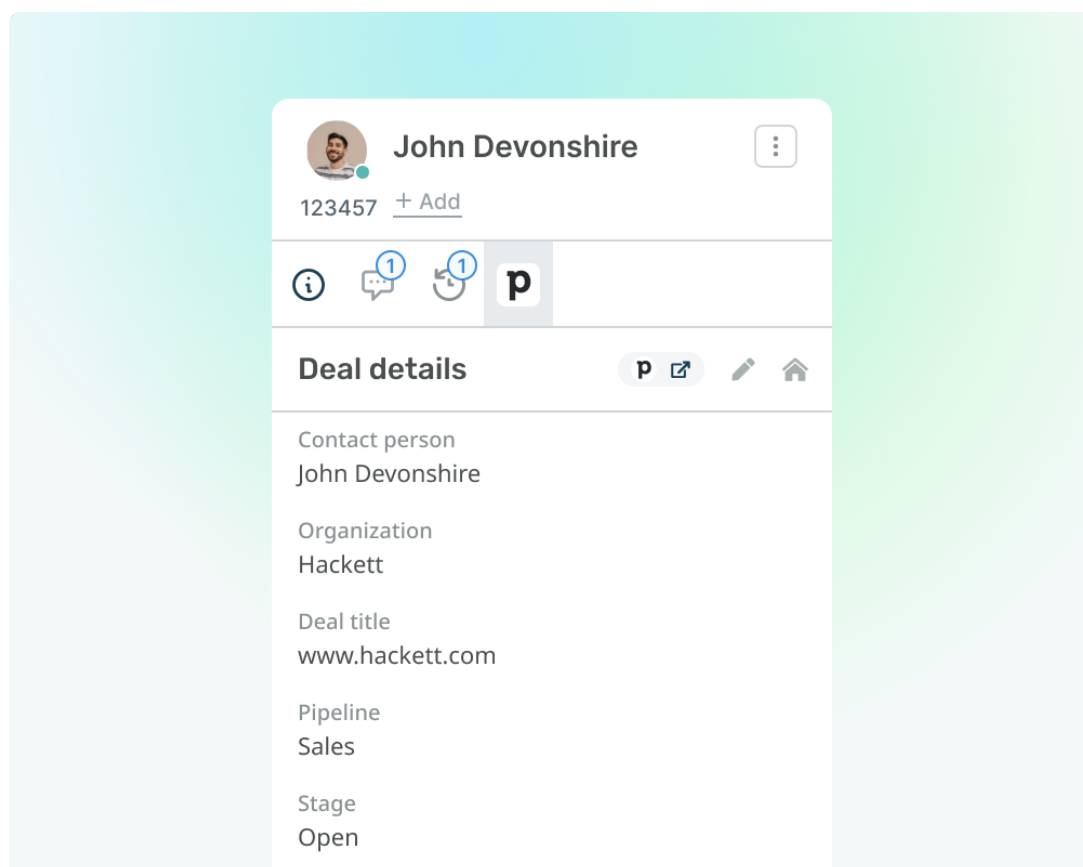 John Devonshire
123457 + Add
1 1 p
Deal details p
Contact person
John Devonshire
Organization
Hackett
Deal title
www.hackett.com
Pipeline
Sales
Stage
Open